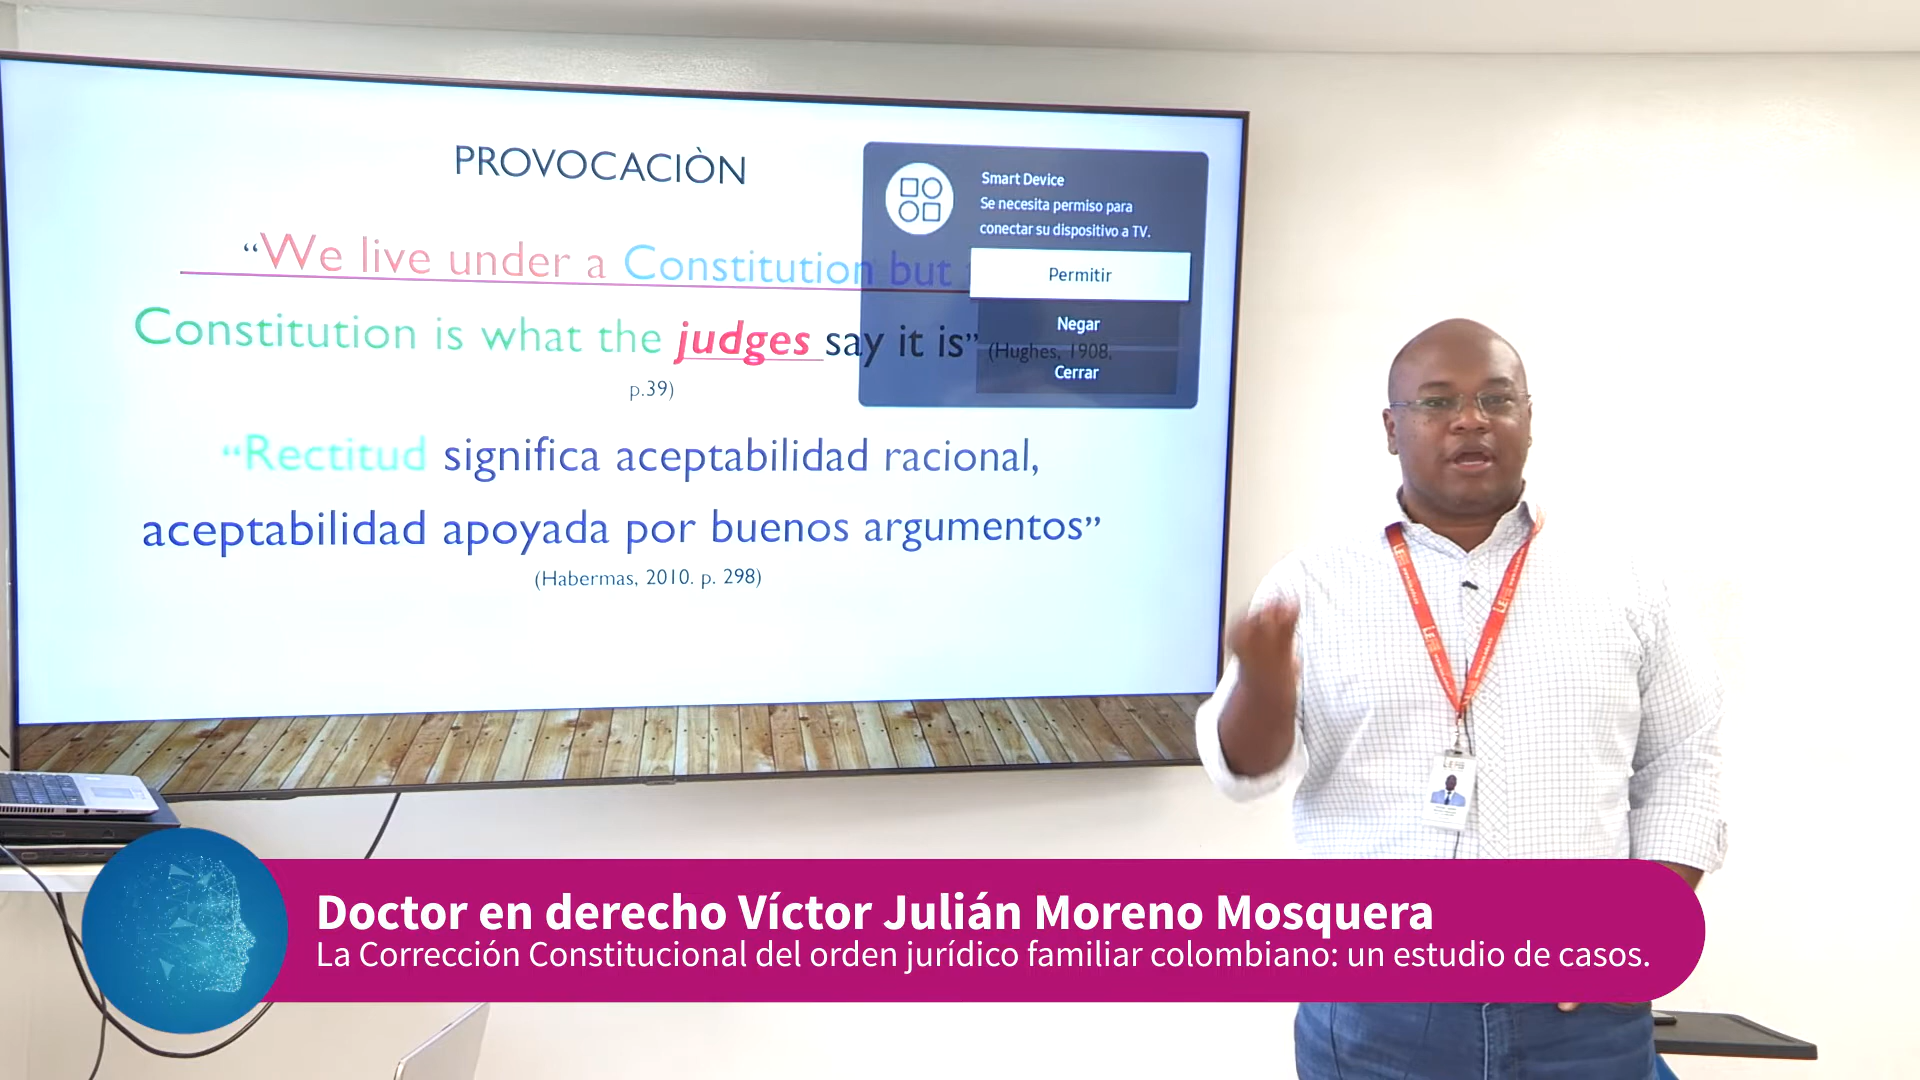 PROVOCACIÒN
“We live under a Constitution but
Constitution is what the judges say it is” (Hughes, 1908,
p.39)
“Rectitud significa aceptabilidad racional,
aceptabilidad apoyada por buenos argumentos”
(Habermas, 2010. p. 298)
Smart Device
Se necesita permiso para
conectar su dispositivo a TV.
Permitir
Negar
Cerrar
Doctor en derecho Víctor Julián Moreno Mosquera
La Corrección Constitucional del orden jurídico familiar colombiano: un estudio de casos.